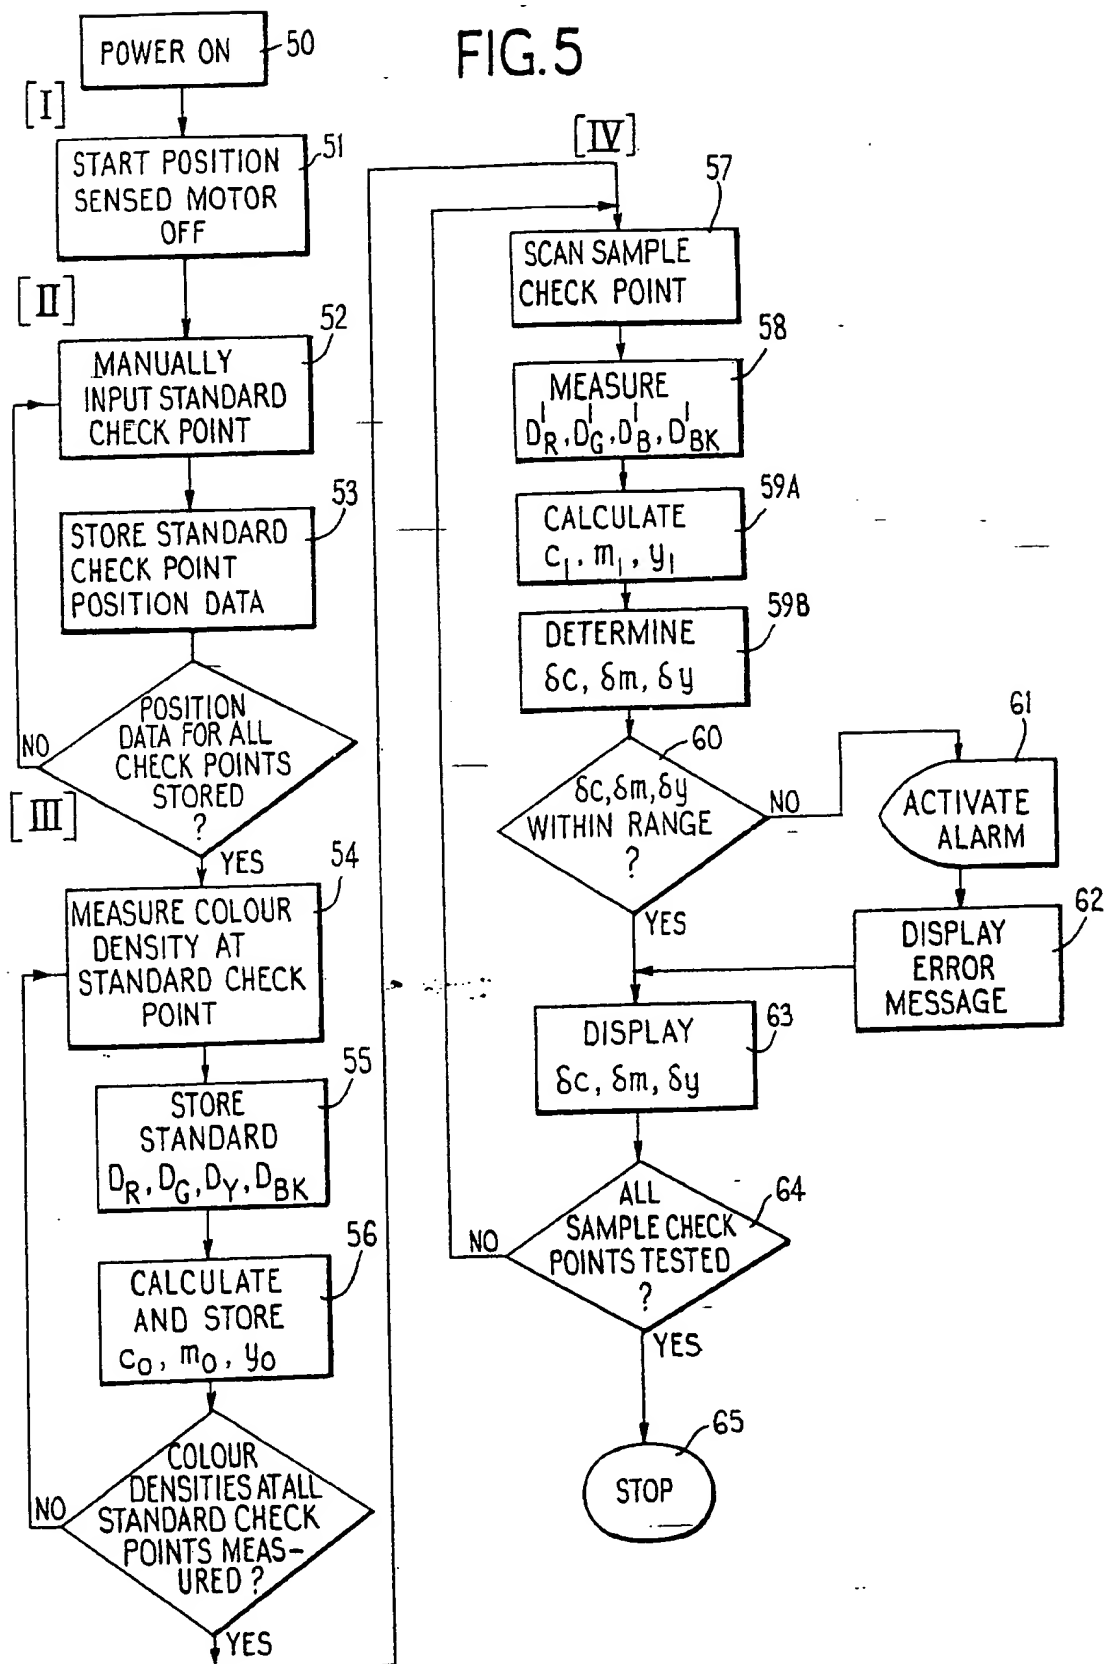 FIG. 5
POWER ON
50
[I]
START POSITION
SENSED MOTOR
OFF
51
[II]
MANUALLY
INPUT STANDARD
CHECK POINT
52
STORE STANDARD
CHECK POINT
POSITION DATA
53
POSITION
DATA FOR ALL
CHECK POINTS
STORED
?
NO
YES
[III]
MEASURE COLOUR
DENSITY AT
STANDARD CHECK
POINT
54
STORE
STANDARD
D_R, D_G, D_Y, D_BK
55
CALCULATE
AND STORE
c_0, m_0, y_0
56
COLOUR
DENSITIES AT ALL
STANDARD CHECK
POINTS MEAS-
URED ?
NO
YES
[IV]
SCAN SAMPLE
CHECK POINT
57
MEASURE
D'_R, D'_G, D'_B, D'_BK
58
CALCULATE
c_1, m_1, y_1
59A
DETERMINE
δc, δm, δy
59B
δc, δm, δy
WITHIN RANGE
?
60
NO
YES
ACTIVATE
ALARM
61
DISPLAY
ERROR
MESSAGE
62
DISPLAY
δc, δm, δy
63
ALL
SAMPLE CHECK
POINTS TESTED
?
64
NO
YES
STOP
65